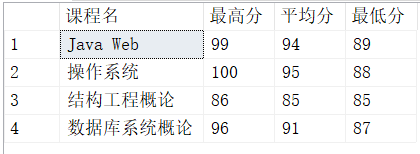 课程名 最高分 平均分 最低分
1 Java Web 99 94 89
2 操作系统 100 95 88
3 结构工程概论 86 85 85
4 数据库系统概论 96 91 87